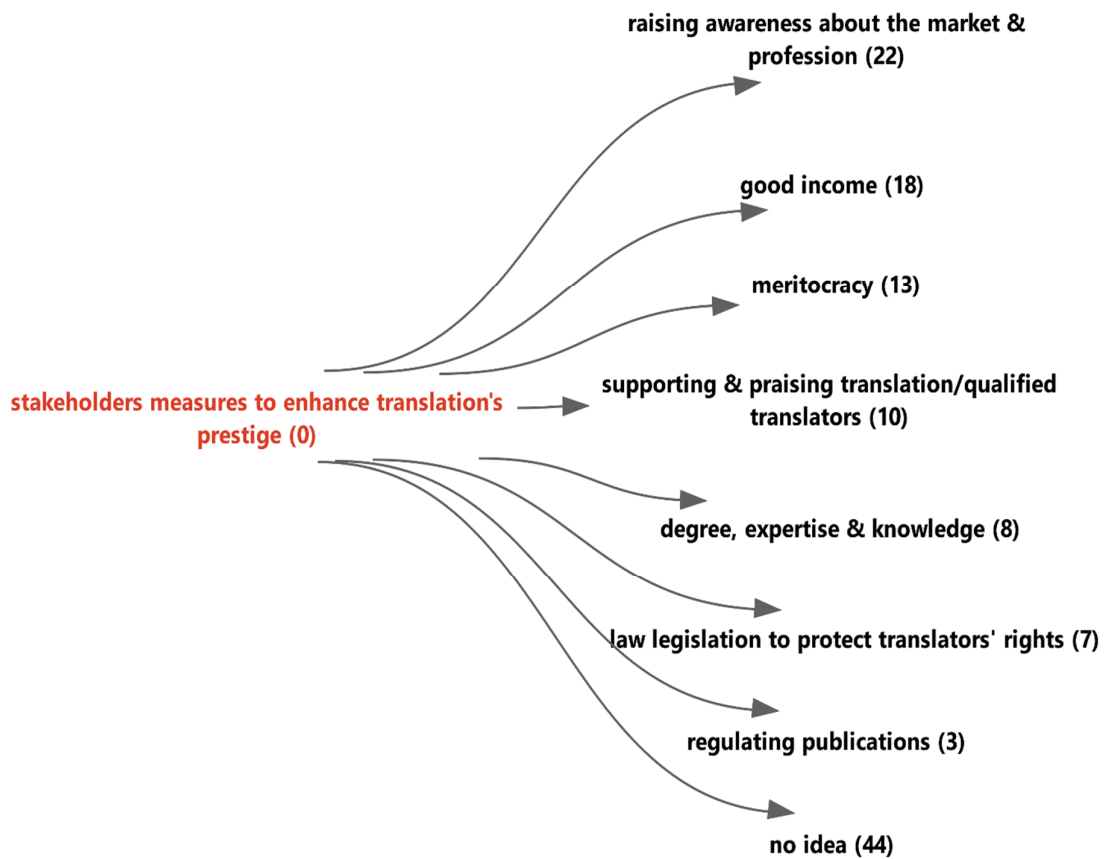 raising awareness about the market &
profession (22)
good income (18)
meritocracy (13)
stakeholders measures to enhance translation's
prestige (0)
supporting & praising translation/qualified
translators (10)
degree, expertise & knowledge (8)
law legislation to protect translators' rights (7)
regulating publications (3)
no idea (44)